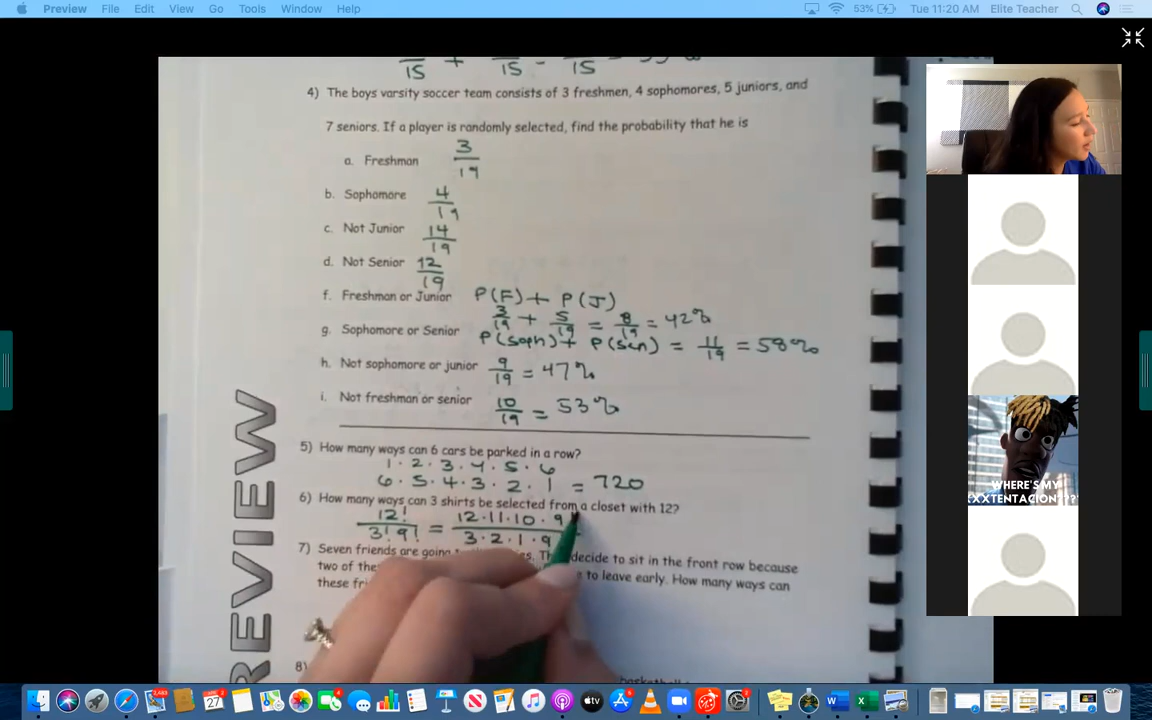 Preview File Edit View Go Tools Window Help 53% Tue 11:20 AM Elite Teacher
15 + 15 - 15
4) The boys varsity soccer team consists of 3 freshmen, 4 sophomores, 5 juniors, and
7 seniors. If a player is randomly selected, find the probability that he is
a. Freshman 3/19
b. Sophomore 4/19
c. Not Junior 14/19
d. Not Senior 12/19
f. Freshman or Junior P(F) + P(J)
3/19 + 5/19 = 8/19 = 42%
g. Sophomore or Senior P(soph) + P(sen) = 11/19 = 58%
h. Not sophomore or junior 9/19 = 47%
i. Not freshman or senior 10/19 = 53%
5) How many ways can 6 cars be parked in a row?
1 · 2 · 3 · 4 · 5 · 6
6 · 5 · 4 · 3 · 2 · 1 = 720
6) How many ways can 3 shirts be selected from a closet with 12?
12!/3!9! = 12·11·10·9/3·2·1·9
7) Seven friends are going decide to sit in the front row because
two of the to leave early. How many ways can
these
8)
REVIEW
WHERE'S MY
XXXTENTACION???
2,493
JUL
27